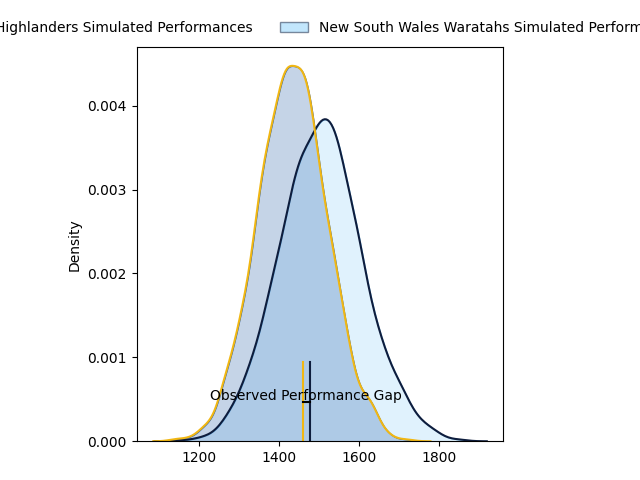 Highlanders Simulated Performances
New South Wales Waratahs Simulated
Density
0.004
0.003
0.002
0.001
0.000
Observed Performance Gap
1200 1400 1600 1800